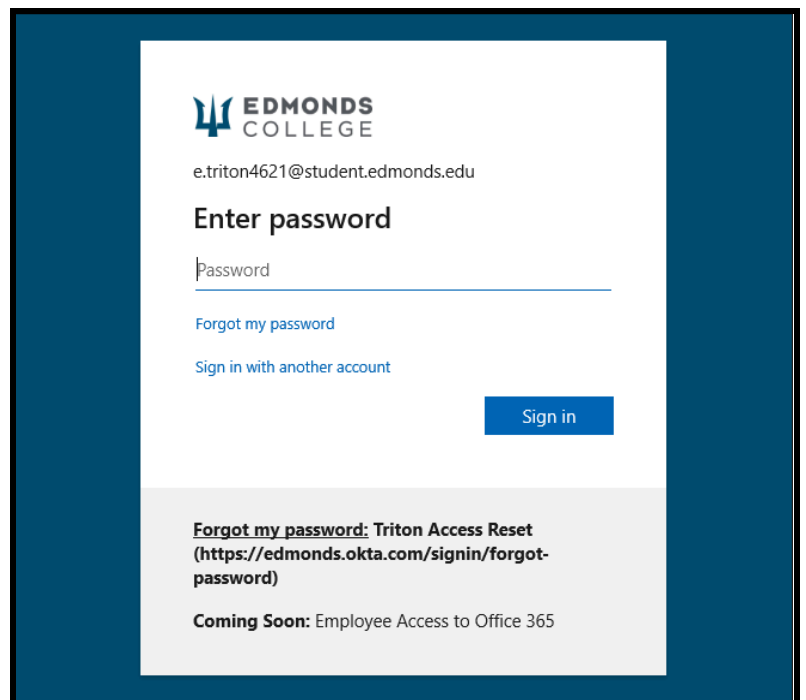 EDMONDS
COLLEGE
e.triton4621@student.edmonds.edu
Enter password
Password
Forgot my password
Sign in with another account
Sign in
Forgot my password: Triton Access Reset
(https://edmonds.okta.com/signin/forgot-
password)
Coming Soon: Employee Access to Office 365